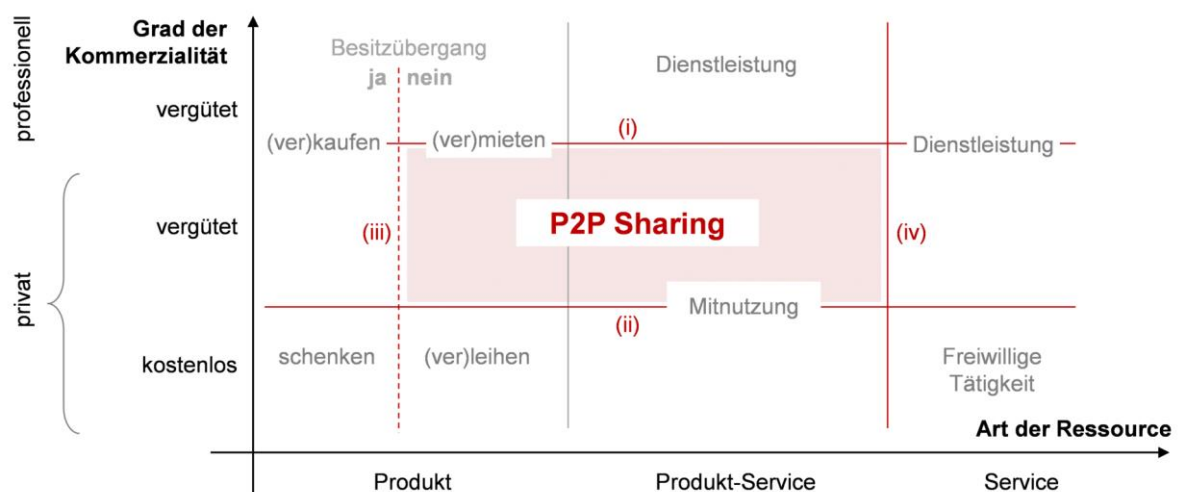 professionell
Grad der
Kommerzialität
Besitzübergang
ja nein
Dienstleistung
vergütet
(i)
(ver)kaufen
(ver)mieten
Dienstleistung
privat
vergütet
(iii)
P2P Sharing
(iv)
Mitnutzung
(ii)
kostenlos
schenken
(ver)leihen
Freiwillige
Tätigkeit
Art der Ressource
Produkt
Produkt-Service
Service